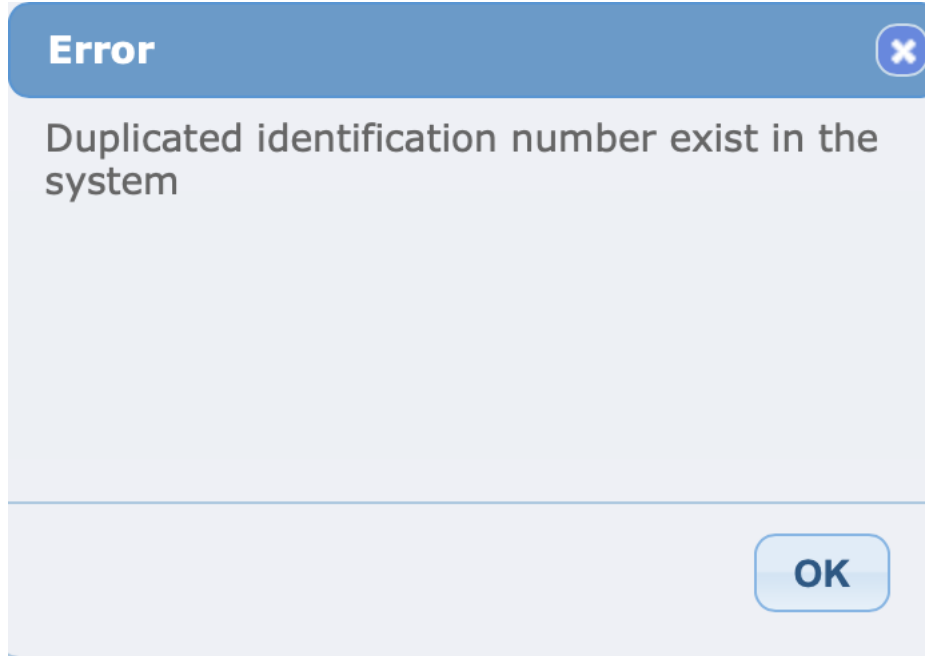 Error
Duplicated identification number exist in the
system
OK